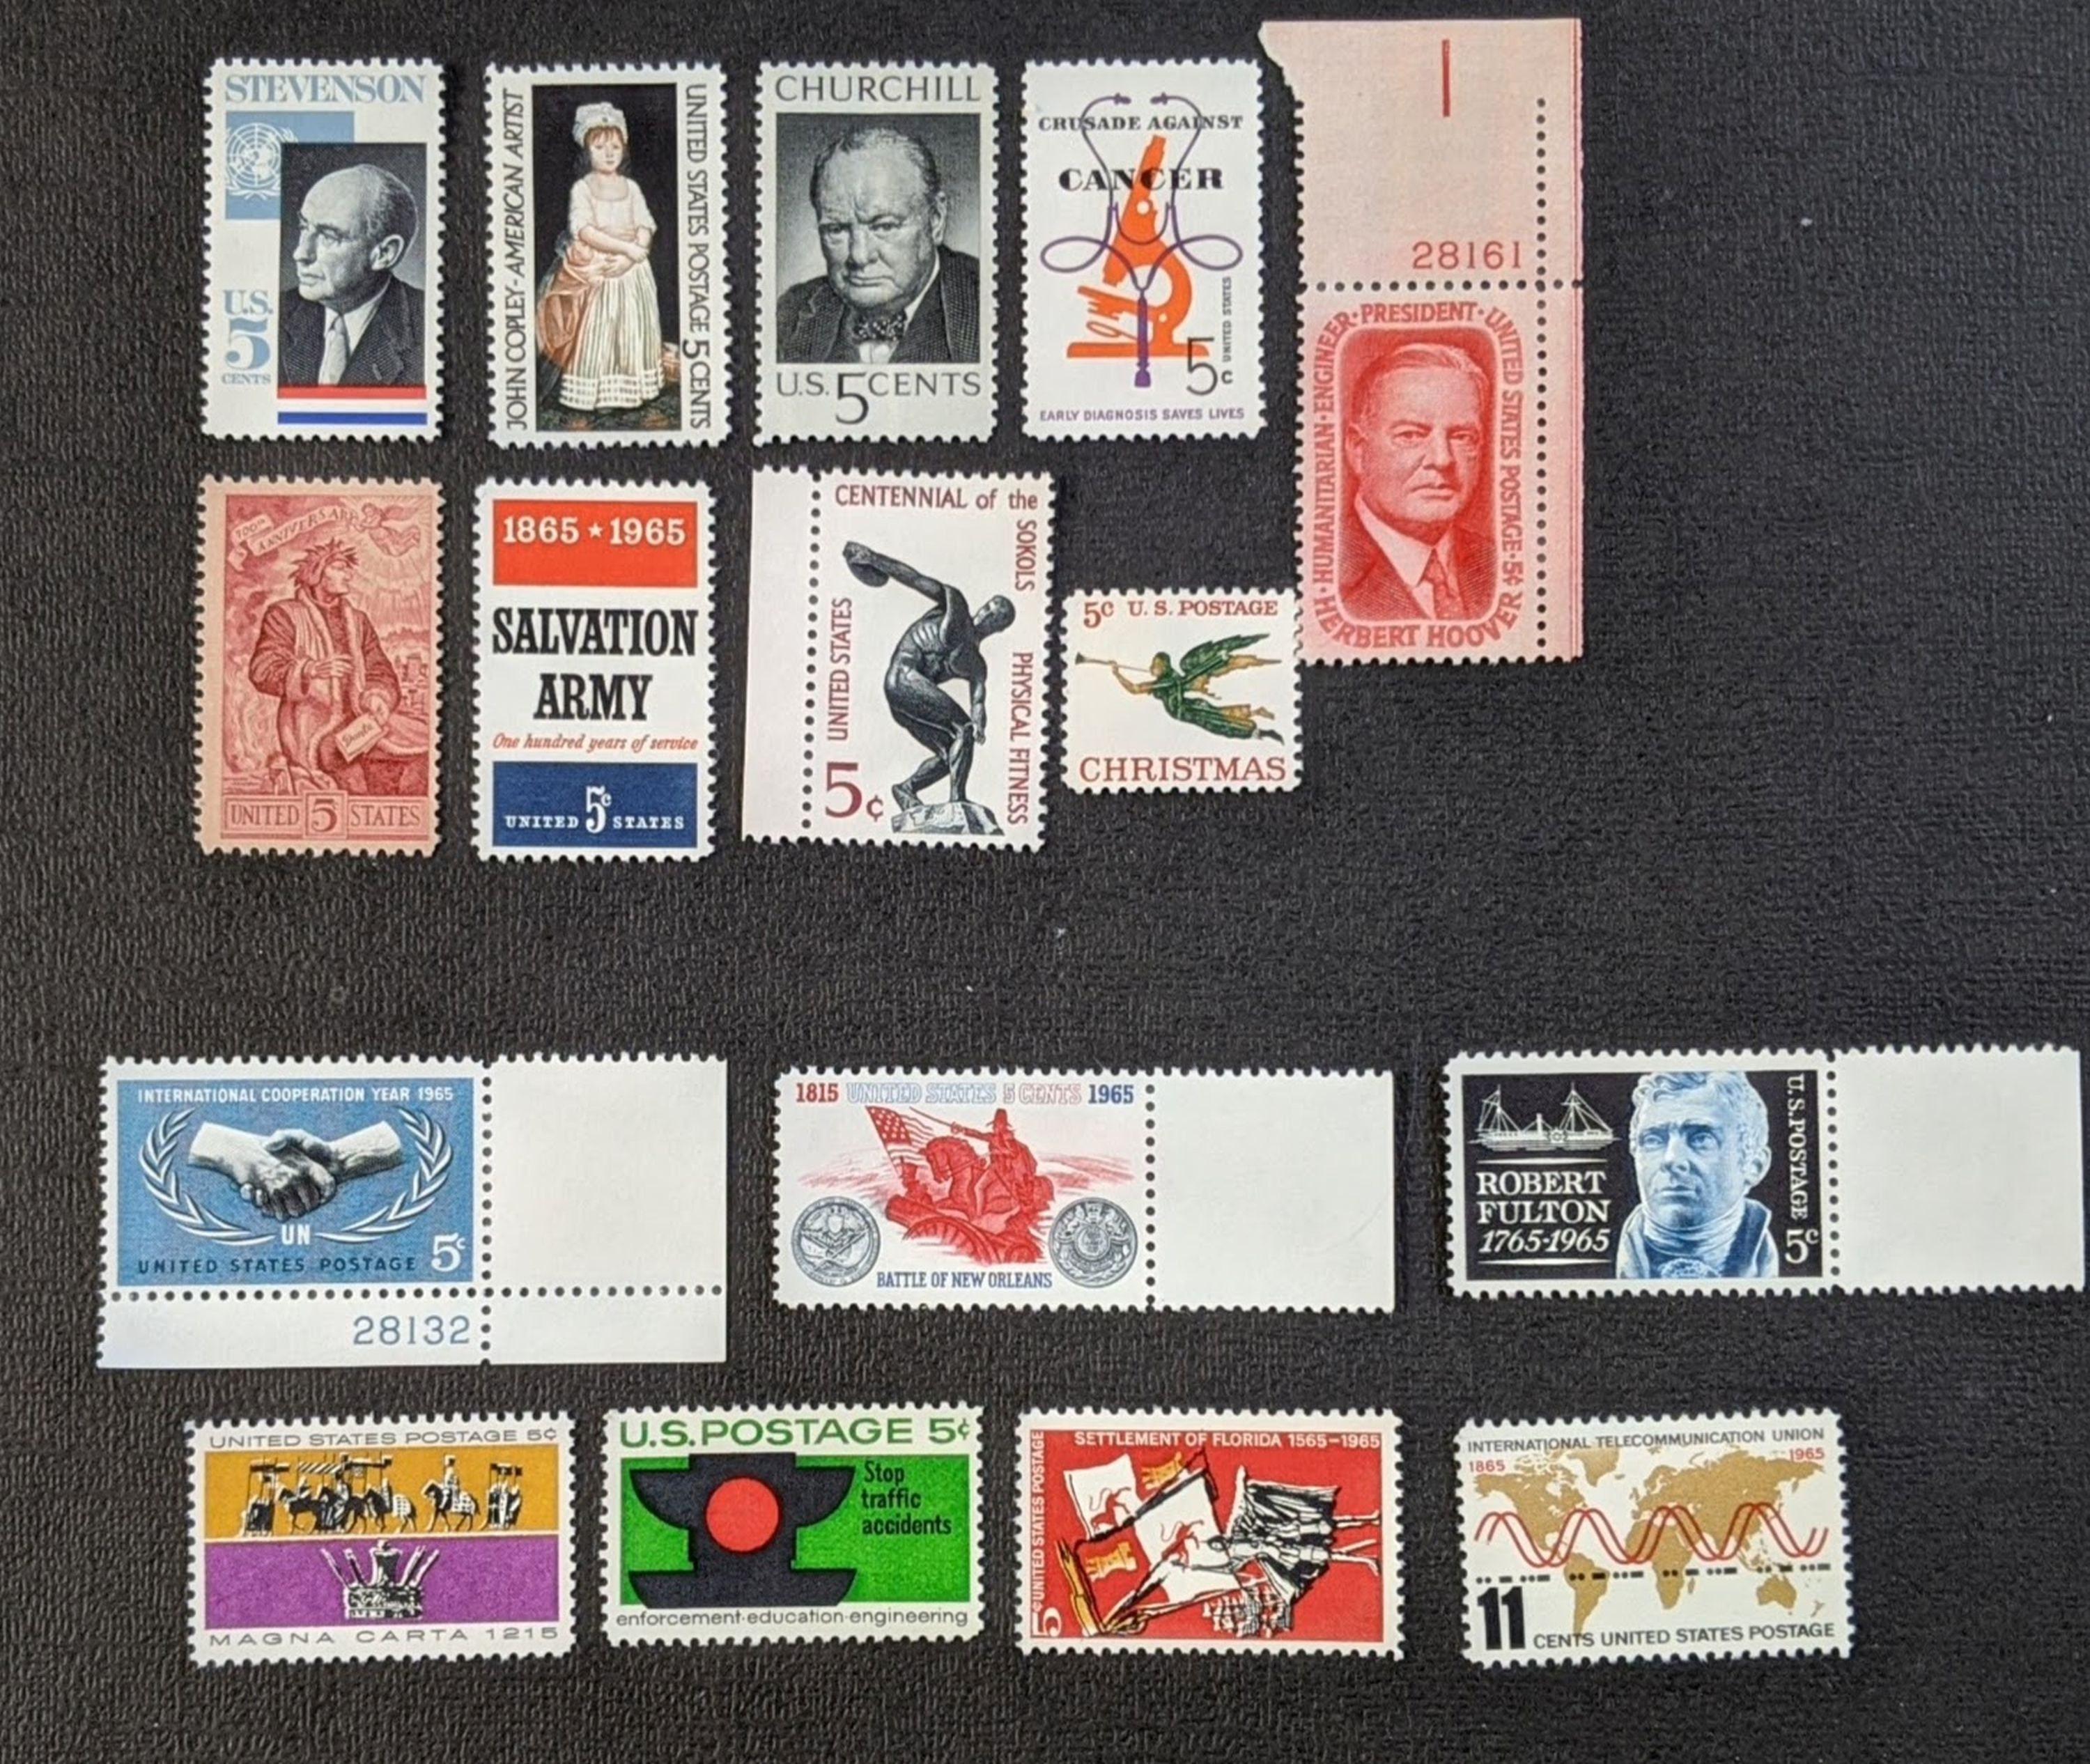 STEVENSON
U.S.
5
CENTS
JOHN COPLEY-AMERICAN ARTIST
UNITED STATES POSTAGE 5 CENTS
CHURCHILL
U.S. 5 CENTS
CRUSADE AGAINST
CANCER
5c
UNITED STATES
EARLY DIAGNOSIS SAVES LIVES
28161
HERBERT HOOVER·HUMANITARIAN·ENGINEER·PRESIDENT·UNITED STATES POSTAGE·5¢
700th
ANNIVERSARY
UNITED 5 STATES
1865 ★ 1965
SALVATION
ARMY
One hundred years of service
UNITED 5c STATES
CENTENNIAL of the
SOKOLS
PHYSICAL FITNESS
UNITED STATES
5¢
5c U.S. POSTAGE
CHRISTMAS
INTERNATIONAL COOPERATION YEAR 1965
UN
UNITED STATES POSTAGE 5c
28132
1815 UNITED STATES 5 CENTS 1965
BATTLE OF NEW ORLEANS
ROBERT
FULTON
1765-1965
U.S. POSTAGE 5c
UNITED STATES POSTAGE 5¢
MAGNA CARTA 1215
U.S. POSTAGE 5¢
Stop
traffic
accidents
enforcement·education·engineering
SETTLEMENT OF FLORIDA 1565-1965
5c UNITED STATES POSTAGE
INTERNATIONAL TELECOMMUNICATION UNION
1865 1965
11 CENTS UNITED STATES POSTAGE